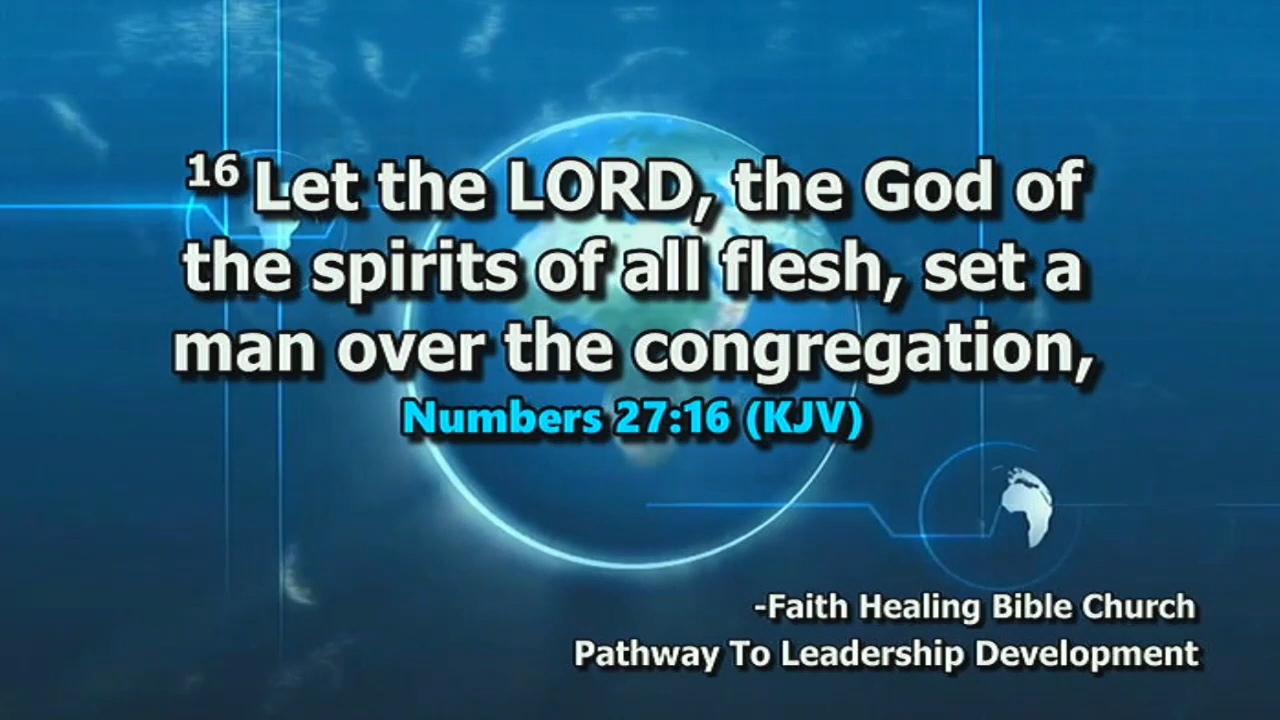 16 Let the LORD, the God of
the spirits of all flesh, set a
man over the congregation,
Numbers 27:16 (KJV)
-Faith Healing Bible Church
Pathway To Leadership Development